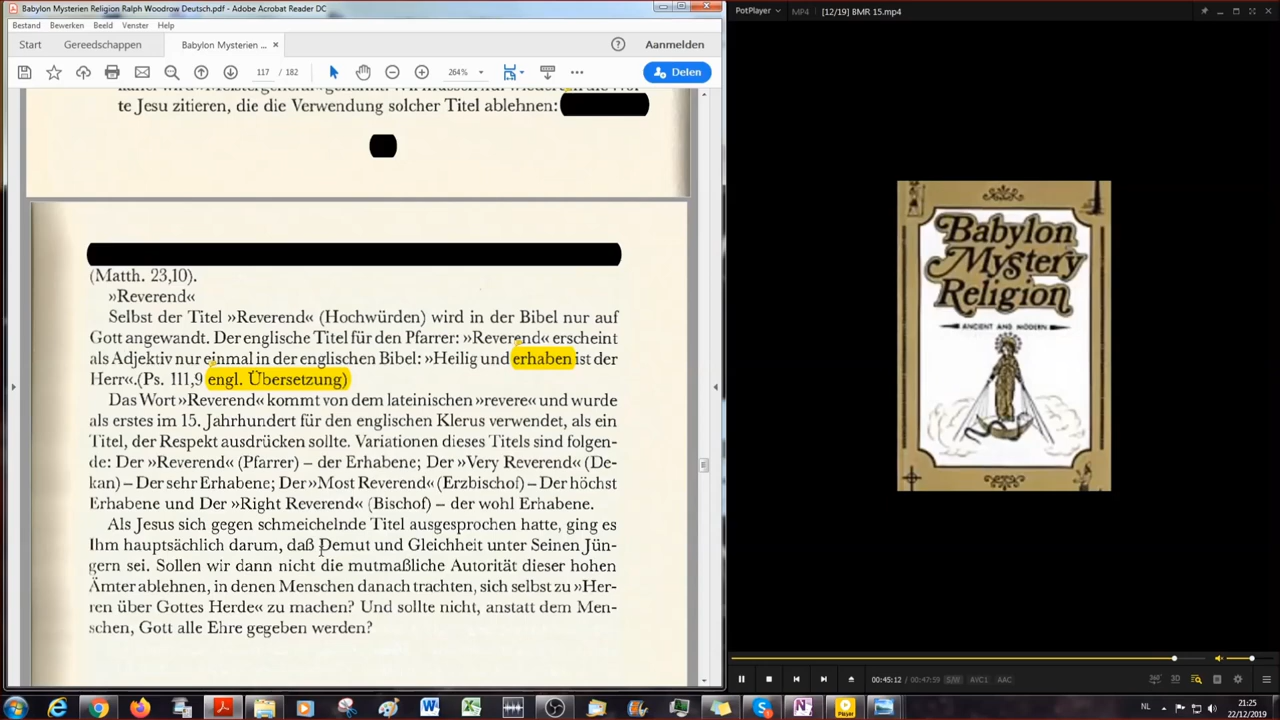 Babylon Mysterien Religion Ralph Woodrow Deutsch.pdf - Adobe Acrobat Reader DC
Bestand Bewerken Beeld Venster Help
Start Gereedschappen Babylon Mysterien ... × Aanmelden
117 / 182 264% Delen
te Jesu zitieren, die die Verwendung solcher Titel ablehnen:
(Matth. 23,10).
»Reverend«
Selbst der Titel »Reverend« (Hochwürden) wird in der Bibel nur auf
Gott angewandt. Der englische Titel für den Pfarrer: »Reverend« erscheint
als Adjektiv nur einmal in der englischen Bibel: »Heilig und erhaben ist der
Herr«.(Ps. 111,9 engl. Übersetzung)
Das Wort »Reverend« kommt von dem lateinischen »revere« und wurde
als erstes im 15. Jahrhundert für den englischen Klerus verwendet, als ein
Titel, der Respekt ausdrücken sollte. Variationen dieses Titels sind folgen-
de: Der »Reverend« (Pfarrer) – der Erhabene; Der »Very Reverend« (De-
kan) – Der sehr Erhabene; Der »Most Reverend« (Erzbischof) – Der höchst
Erhabene und Der »Right Reverend« (Bischof) – der wohl Erhabene.
Als Jesus sich gegen schmeichelnde Titel ausgesprochen hatte, ging es
Ihm hauptsächlich darum, daß Demut und Gleichheit unter Seinen Jün-
gern sei. Sollen wir dann nicht die mutmaßliche Autorität dieser hohen
Ämter ablehnen, in denen Menschen danach trachten, sich selbst zu »Her-
ren über Gottes Herde« zu machen? Und sollte nicht, anstatt dem Men-
schen, Gott alle Ehre gegeben werden?
PotPlayer MP4 [12/19] BMR 15.mp4
Babylon
Mystery
Religion
ANCIENT AND MODERN
00:45:12 / 00:47:59 S/W AVC1 AAC
360° 3D
NL 21:25
22/12/2019